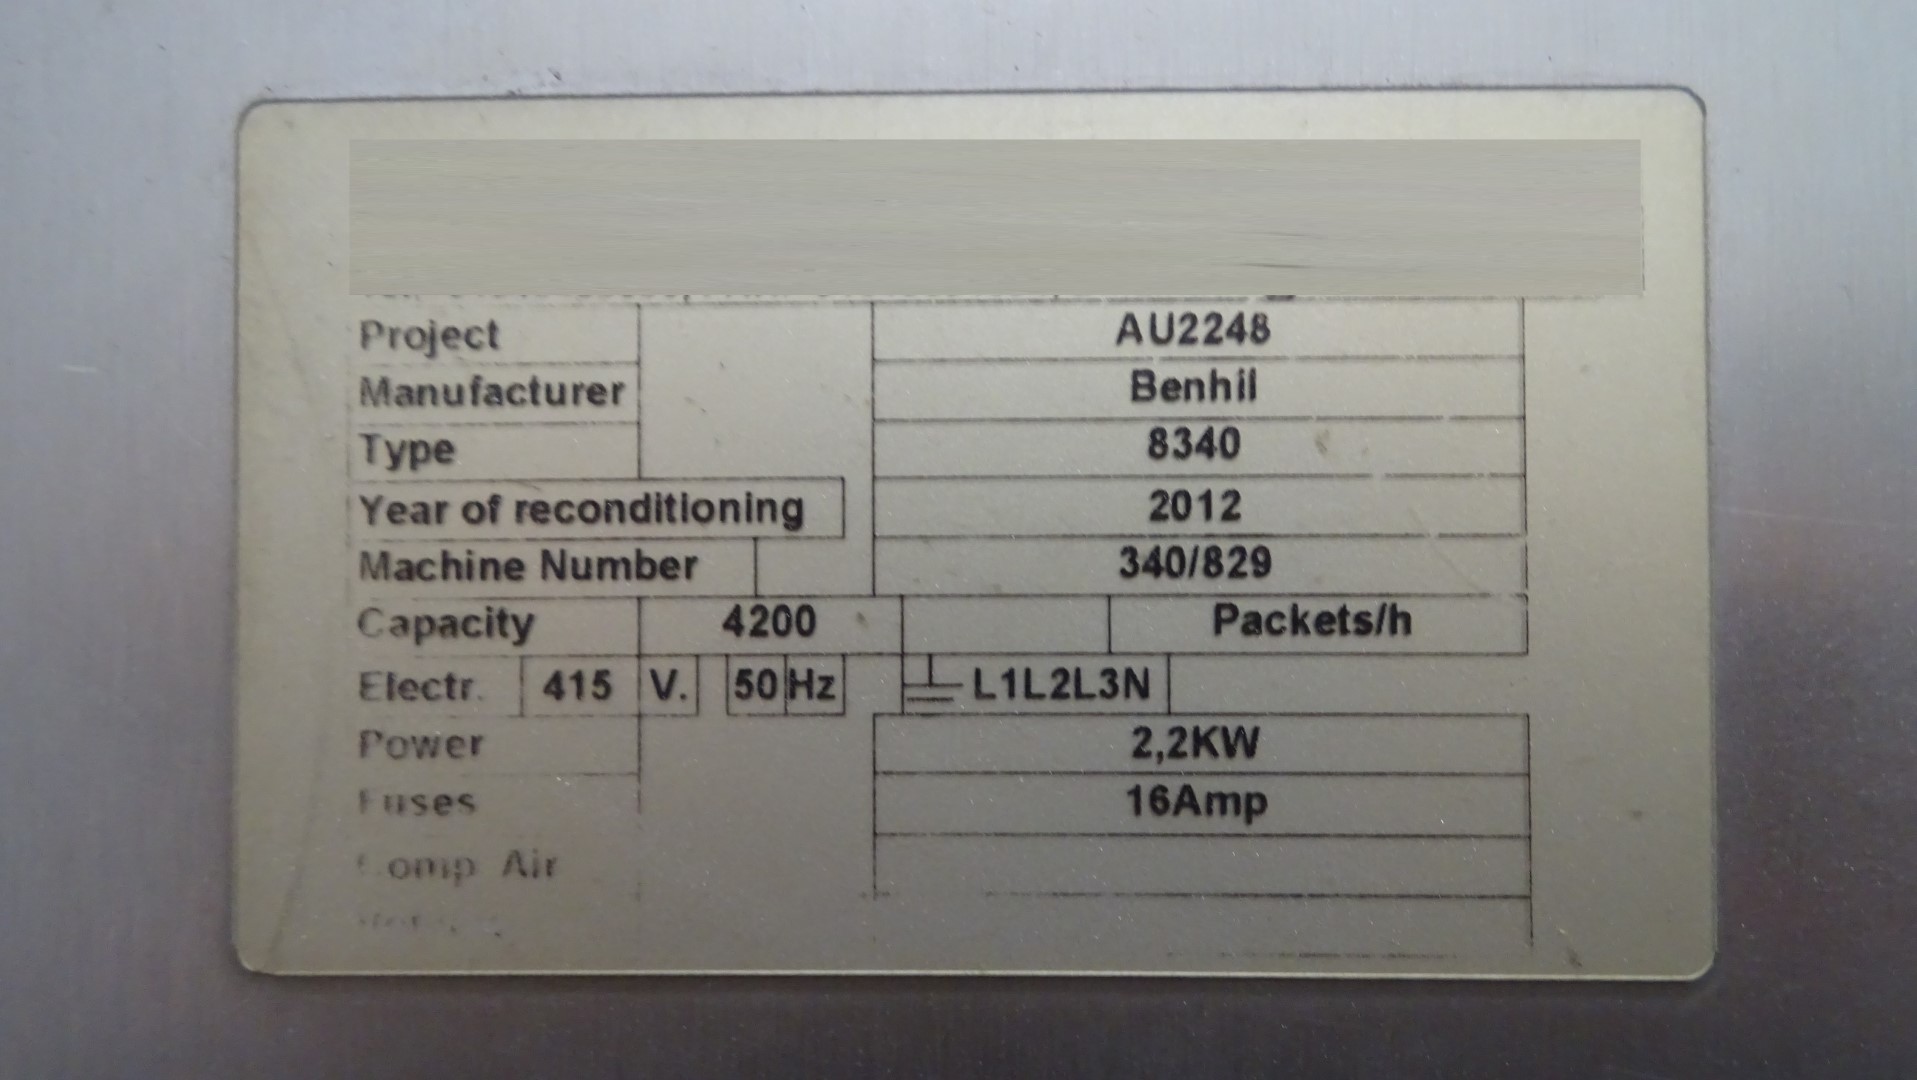 Project AU2248
Manufacturer Benhil
Type 8340
Year of reconditioning 2012
Machine Number 340/829
Capacity 4200 Packets/h
Electr. 415 V. 50 Hz L1L2L3N
Power 2,2KW
Fuses 16Amp
Comp Air